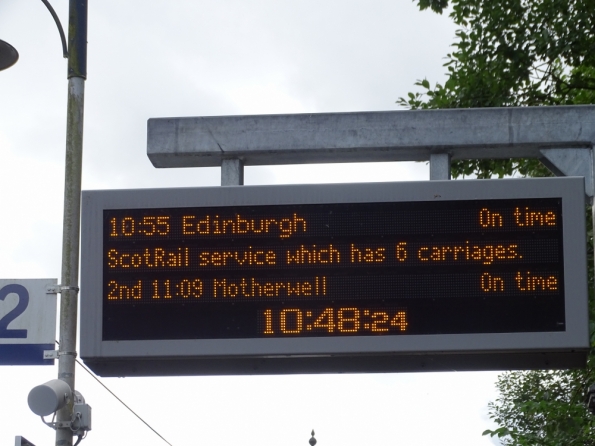 10:55 Edinburgh On time
ScotRail service which has 6 carriages.
2nd 11:09 Motherwell On time
10:48:24
2